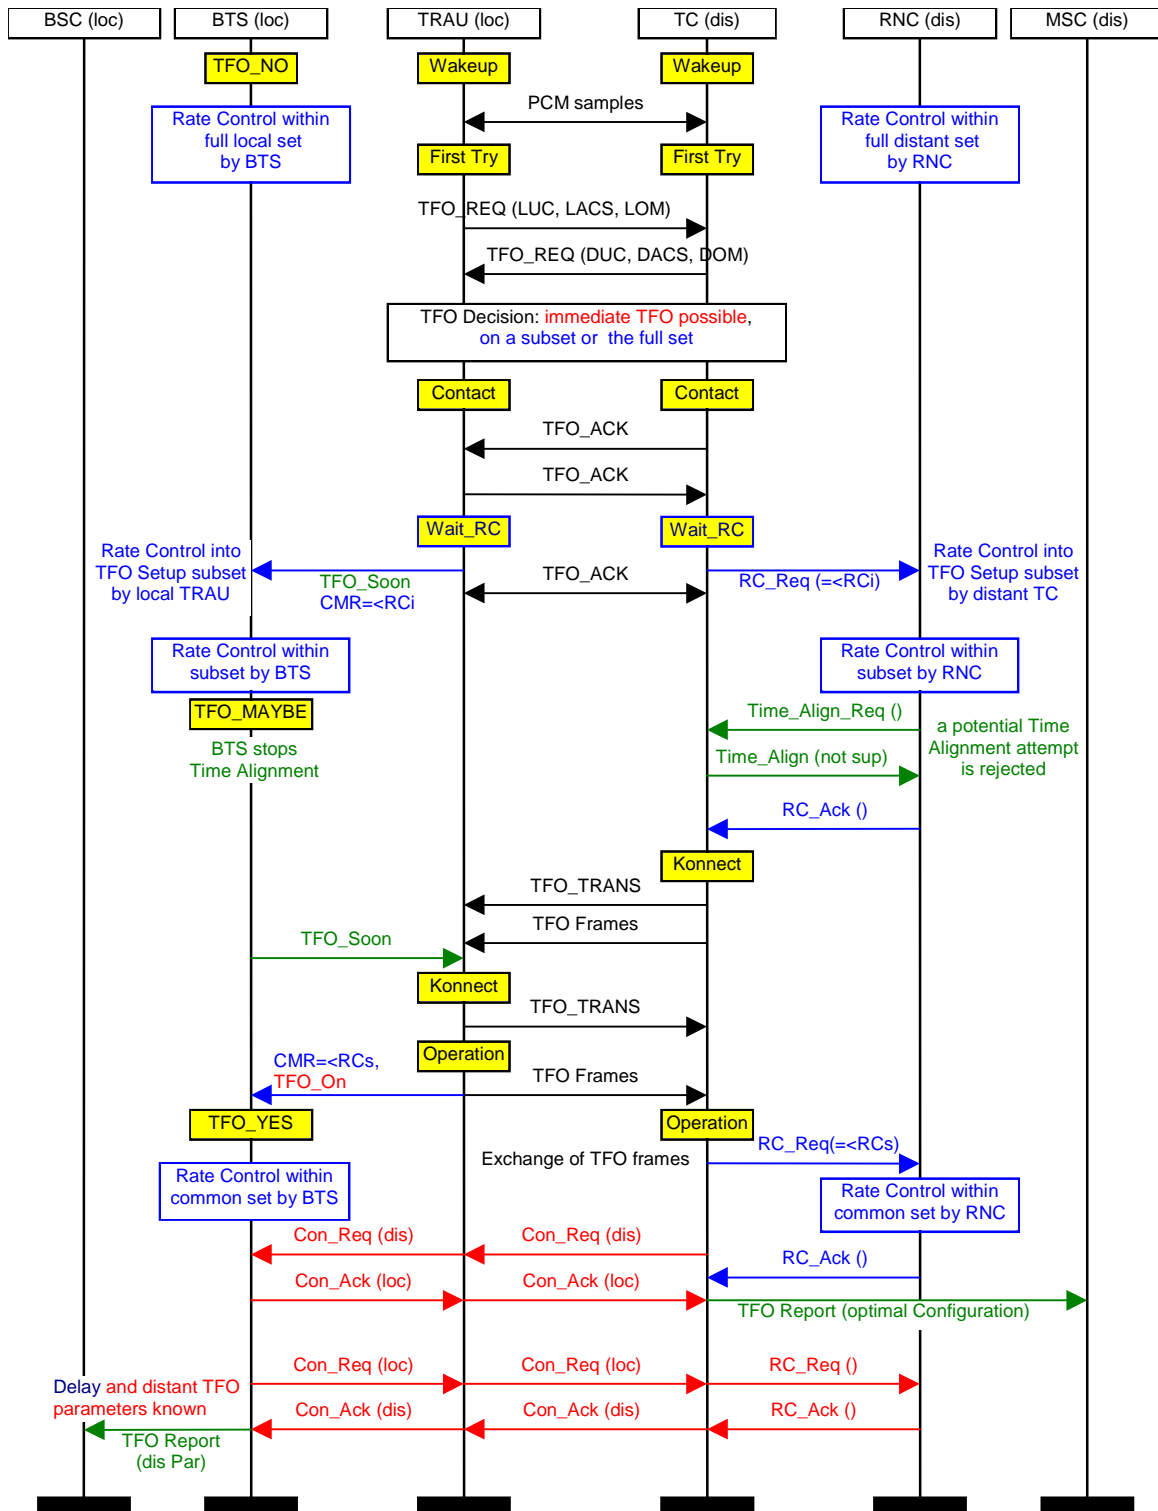 BSC (loc)
BTS (loc)
TRAU (loc)
TC (dis)
RNC (dis)
MSC (dis)
TFO_NO
Wakeup
Wakeup
PCM samples
Rate Control within
full local set
by BTS
Rate Control within
full distant set
by RNC
First Try
First Try
TFO_REQ (LUC, LACS, LOM)
TFO_REQ (DUC, DACS, DOM)
TFO Decision: immediate TFO possible,
on a subset or the full set
Contact
Contact
TFO_ACK
TFO_ACK
Wait_RC
Wait_RC
Rate Control into
TFO Setup subset
by local TRAU
TFO_Soon
CMR=<RCi
TFO_ACK
RC_Req (=<RCi)
Rate Control into
TFO Setup subset
by distant TC
Rate Control within
subset by BTS
Rate Control within
subset by RNC
TFO_MAYBE
BTS stops
Time Alignment
Time_Align_Req ()
Time_Align (not sup)
a potential Time
Alignment attempt
is rejected
RC_Ack ()
Konnect
TFO_TRANS
TFO Frames
TFO_Soon
Konnect
TFO_TRANS
Operation
CMR=<RCs,
TFO_On
TFO Frames
TFO_YES
Operation
Exchange of TFO frames
RC_Req(=<RCs)
Rate Control within
common set by BTS
Rate Control within
common set by RNC
Con_Req (dis)
Con_Req (dis)
RC_Ack ()
Con_Ack (loc)
Con_Ack (loc)
TFO Report (optimal Configuration)
Con_Req (loc)
Con_Req (loc)
RC_Req ()
Delay and distant TFO
parameters known
Con_Ack (dis)
Con_Ack (dis)
RC_Ack ()
TFO Report
(dis Par)